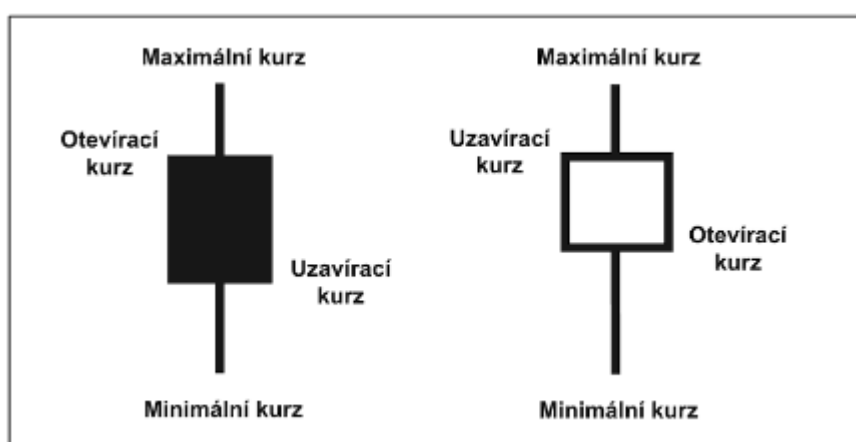 Maximální kurz
Otevírací
kurz
Uzavírací
kurz
Minimální kurz
Maximální kurz
Uzavírací
kurz
Otevírací
kurz
Minimální kurz